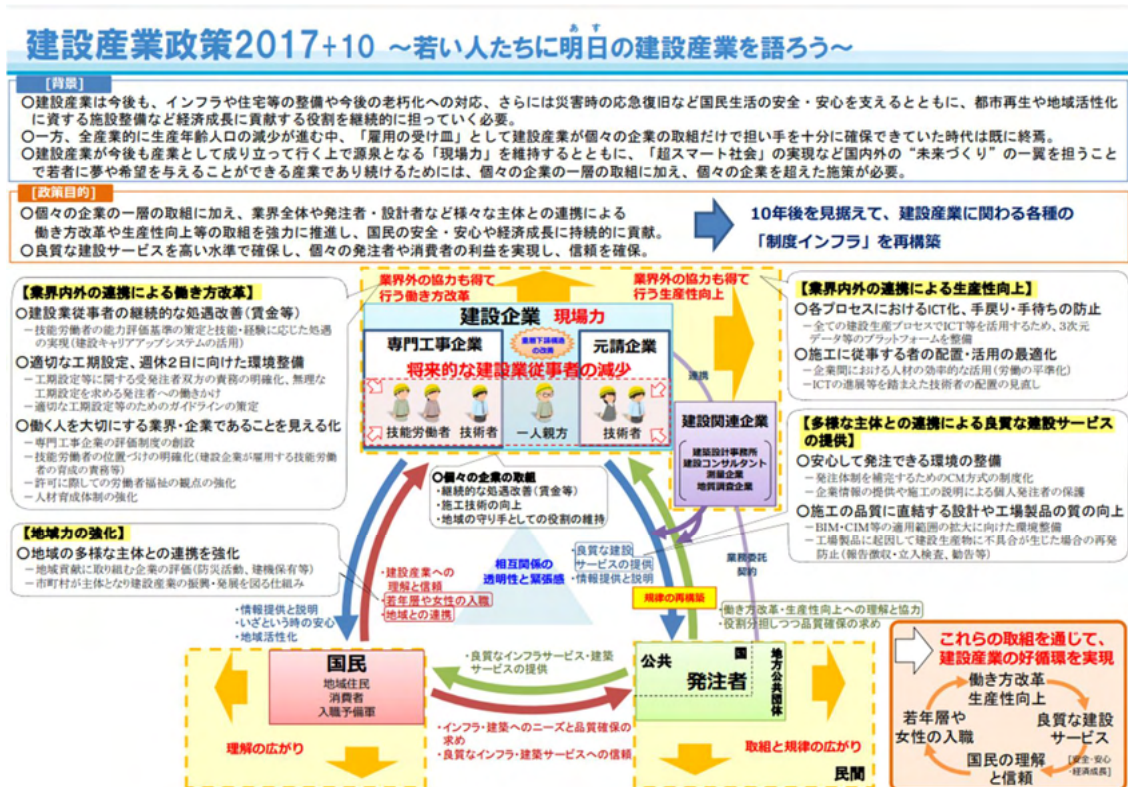 建設産業政策2017+10 ～若い人たちに明日の建設産業を語ろう～
あす
[背景]
○建設産業は今後も、インフラや住宅等の整備や今後の老朽化への対応、さらには災害時の応急復旧など国民生活の安全・安心を支えるとともに、都市再生や地域活性化
に資する施設整備など経済成長に貢献する役割を継続的に担っていく必要。
○一方、全産業的に生産年齢人口の減少が進む中、「雇用の受け皿」として建設産業が個々の企業の取組だけで担い手を十分に確保できていた時代は既に終焉。
○建設産業が今後も産業として成り立って行く上で源泉となる「現場力」を維持するとともに、「超スマート社会」の実現など国内外の“未来づくり”の一翼を担うこと
で若者に夢や希望を与えることができる産業であり続けるためには、個々の企業の一層の取組に加え、個々の企業を超えた施策が必要。
[政策目的]
○個々の企業の一層の取組に加え、業界全体や発注者・設計者など様々な主体との連携による
働き方改革や生産性向上等の取組を強力に推進し、国民の安全・安心や経済成長に持続的に貢献。
○良質な建設サービスを高い水準で確保し、個々の発注者や消費者の利益を実現し、信頼を確保。
10年後を見据えて、建設産業に関わる各種の
「制度インフラ」を再構築
【業界内外の連携による働き方改革】
○建設業従事者の継続的な処遇改善（賃金等）
－技能労働者の能力評価基準の策定と技能・経験に応じた処遇
の実現（建設キャリアアップシステムの活用）
○適切な工期設定、週休２日に向けた環境整備
－工期設定等に関する受発注者双方の責務の明確化、無理な
工期設定を求める発注者への働きかけ
－適切な工期設定等のためのガイドラインの策定
○働く人を大切にする業界・企業であることを見える化
－専門工事企業の評価制度の創設
－技能労働者の位置づけの明確化（建設企業が雇用する技能労働
者の育成の責務等）
－許可に際しての労働者福祉の観点の強化
－人材育成体制の強化
【地域力の強化】
○地域の多様な主体との連携を強化
－地域貢献に取り組む企業の評価（防災活動、建機保有等）
－市町村が主体となり建設産業の振興・発展を図る仕組み
業界外の協力も得て
行う働き方改革
業界外の協力も得て
行う生産性向上
建設企業 現場力
専門工事企業
重層下請構造
の改善
元請企業
将来的な建設業従事者の減少
技能労働者 技術者
一人親方
技術者
連携
建設関連企業
建築設計事務所
建設コンサルタント
測量企業
地質調査企業
○個々の企業の取組
・継続的な処遇改善（賃金等）
・施工技術の向上
・地域の守り手としての役割の維持
【業界内外の連携による生産性向上】
○各プロセスにおけるICT化、手戻り・手待ちの防止
－全ての建設生産プロセスでICT等を活用するため、3次元
データ等のプラットフォームを整備
○施工に従事する者の配置・活用の最適化
－企業間における人材の効率的な活用（労働の平準化）
－ICTの進展等を踏まえた技術者の配置の見直し
【多様な主体との連携による良質な建設サービス
の提供】
○安心して発注できる環境の整備
－発注体制を補完するためのCM方式の制度化
－企業情報の提供や施工の説明による個人発注者の保護
○施工の品質に直結する設計や工場製品の質の向上
－BIM・CIM等の適用範囲の拡大に向けた環境整備
－工場製品に起因して建設生産物に不具合が生じた場合の再発
防止（報告徴収・立入検査、勧告等）
相互関係の
透明性と緊張感
・建設産業への
理解と信頼
・若年層や女性の入職
・地域との連携
・情報提供と説明
・いざという時の安心
・地域活性化
・良質な建設
サービスの提供
・情報提供と説明
業務委託
契約
規律の再構築
・働き方改革・生産性向上への理解と協力
・役割分担しつつ品質確保の求め
国民
地域住民
消費者
入職予備軍
・良質なインフラサービス・建築
サービスの提供
・インフラ・建築へのニーズと品質確保の
求め
・良質なインフラ・建築サービスへの信頼
公共
国
地方公共団体
発注者
理解の広がり
取組と規律の広がり
民間
これらの取組を通じて、
建設産業の好循環を実現
働き方改革
生産性向上
若年層や
女性の入職
良質な建設
サービス
国民の理解
と信頼
[安全・安心
・経済成長]